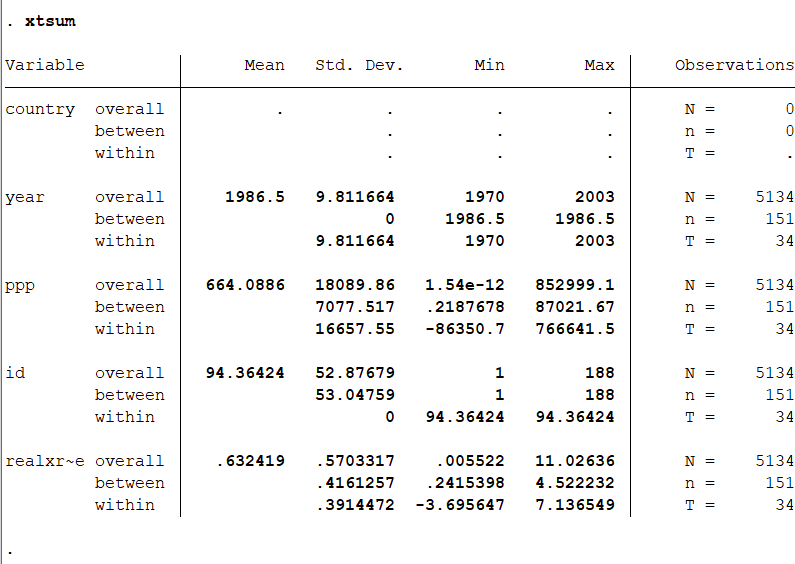 . xtsum
Variable Mean Std. Dev. Min Max Observations
country overall . . . . N = 0
between . . . n = 0
within . . . T = .
year overall 1986.5 9.811664 1970 2003 N = 5134
between 0 1986.5 1986.5 n = 151
within 9.811664 1970 2003 T = 34
ppp overall 664.0886 18089.86 1.54e-12 852999.1 N = 5134
between 7077.517 .2187678 87021.67 n = 151
within 16657.55 -86350.7 766641.5 T = 34
id overall 94.36424 52.87679 1 188 N = 5134
between 53.04759 1 188 n = 151
within 0 94.36424 94.36424 T = 34
realxr~e overall .632419 .5703317 .005522 11.02636 N = 5134
between .4161257 .2415398 4.522232 n = 151
within .3914472 -3.695647 7.136549 T = 34
.